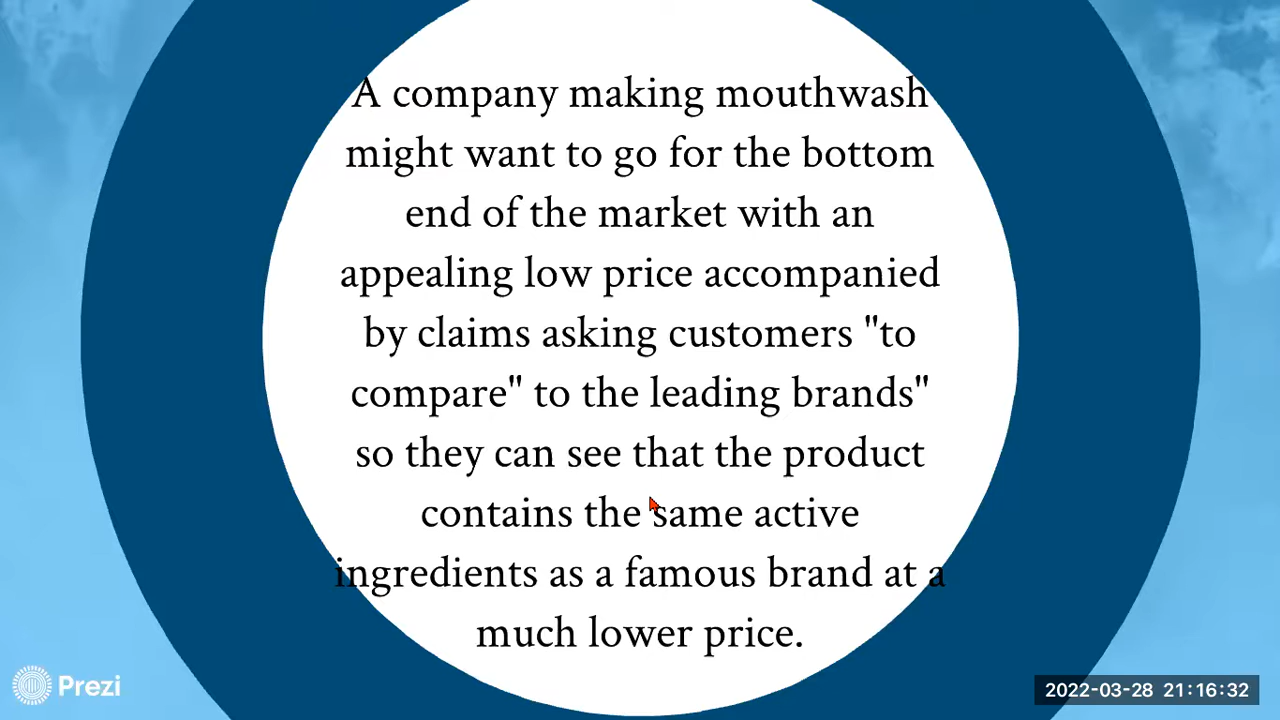 A company making mouthwash
might want to go for the bottom
end of the market with an
appealing low price accompanied
by claims asking customers "to
compare" to the leading brands"
so they can see that the product
contains the same active
ingredients as a famous brand at a
much lower price.
Prezi
2022-03-28 21:16:32